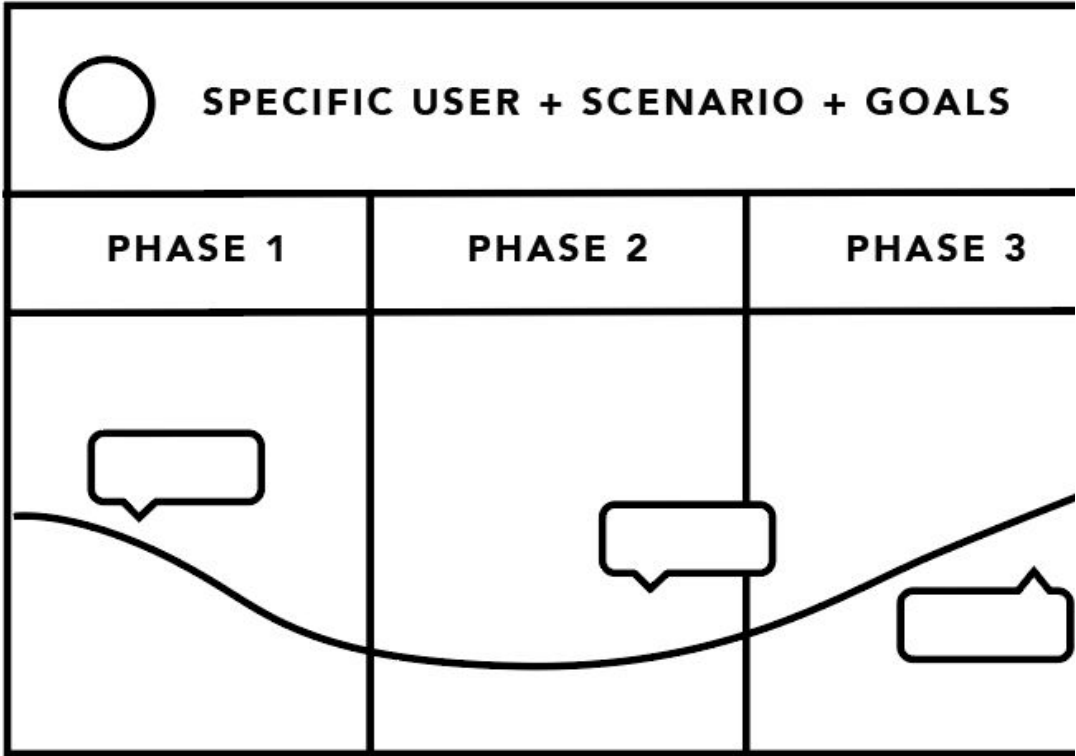 SPECIFIC USER + SCENARIO + GOALS
PHASE 1
PHASE 2
PHASE 3